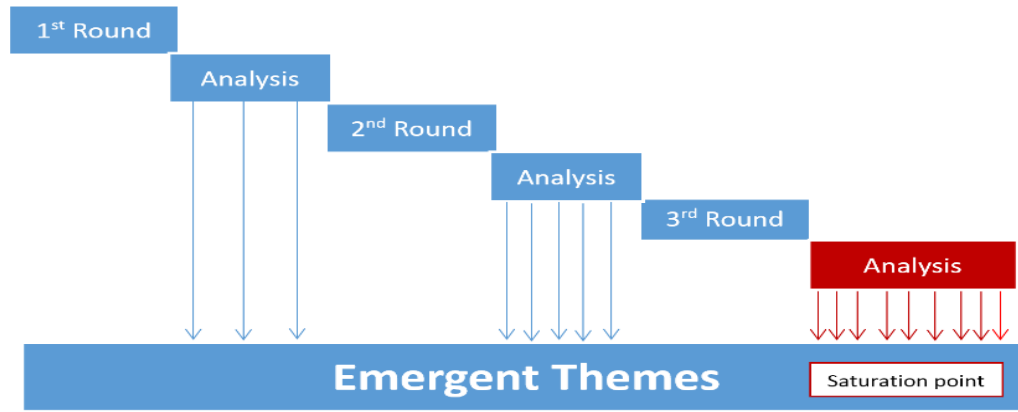 1st Round
Analysis
2nd Round
Analysis
3rd Round
Analysis
Emergent Themes
Saturation point